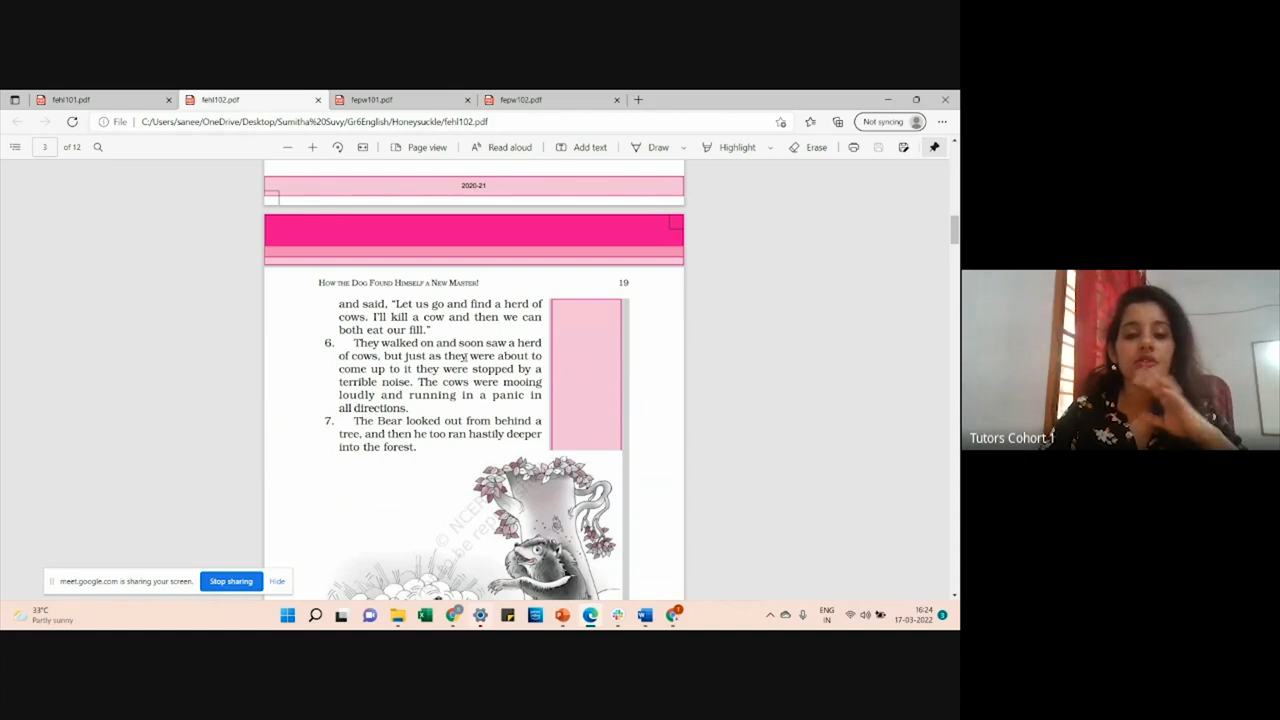 fehl101.pdf
fehl102.pdf
fepw101.pdf
fepw102.pdf
File
C:/Users/sanee/OneDrive/Desktop/Sumitha%20Suvy/Gr6English/Honeysuckle/fehl102.pdf
Not syncing
3 of 12
Page view
Read aloud
Add text
Draw
Highlight
Erase
2020-21
HOW THE DOG FOUND HIMSELF A NEW MASTER! 19
and said, “Let us go and find a herd of
cows. I'll kill a cow and then we can
both eat our fill.”
6. They walked on and soon saw a herd
of cows, but just as they were about to
come up to it they were stopped by a
terrible noise. The cows were mooing
loudly and running in a panic in
all directions.
7. The Bear looked out from behind a
tree, and then he too ran hastily deeper
into the forest.
© NCE
be rep
Tutors Cohort 1
meet.google.com is sharing your screen.
Stop sharing
Hide
33°C
Partly sunny
ENG
IN
16:24
17-03-2022
3